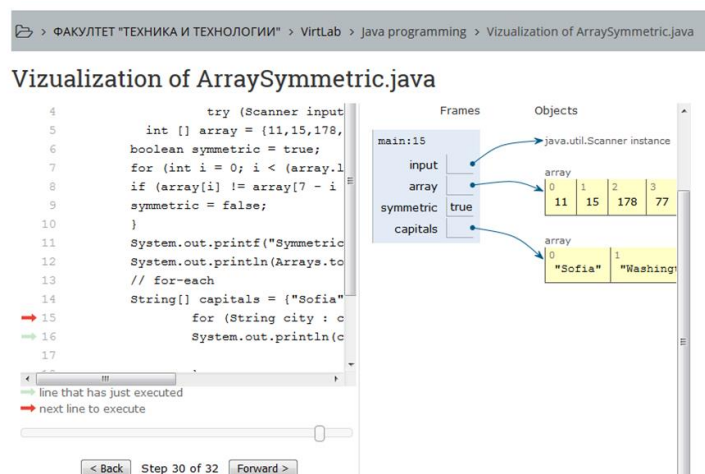 > ФАКУЛТЕТ "ТЕХНИКА И ТЕХНОЛОГИИ" > VirtLab > Java programming > Vizualization of ArraySymmetric.java
Vizualization of ArraySymmetric.java
4 try (Scanner input
5 int [] array = {11,15,178,
6 boolean symmetric = true;
7 for (int i = 0; i < (array.l
8 if (array[i] != array[7 - i
9 symmetric = false;
10 }
11 System.out.printf("Symmetric
12 System.out.println(Arrays.to
13 // for-each
14 String[] capitals = {"Sofia"
15 for (String city : c
16 System.out.println(c
17
line that has just executed
next line to execute
< Back Step 30 of 32 Forward >
Frames Objects
main:15
input
array
symmetric true
capitals
java.util.Scanner instance
array
0 1 2 3
11 15 178 77
array
0 1
"Sofia" "Washingt